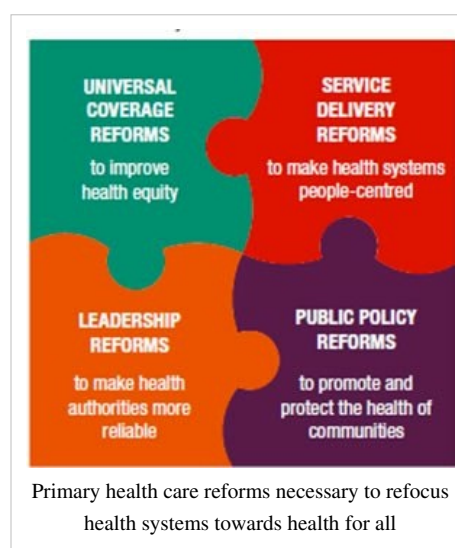 UNIVERSAL
COVERAGE
REFORMS
to improve
health equity
SERVICE
DELIVERY
REFORMS
to make health systems
people-centred
LEADERSHIP
REFORMS
to make health
authorities more
reliable
PUBLIC POLICY
REFORMS
to promote and
protect the health of
communities
Primary health care reforms necessary to refocus
health systems towards health for all